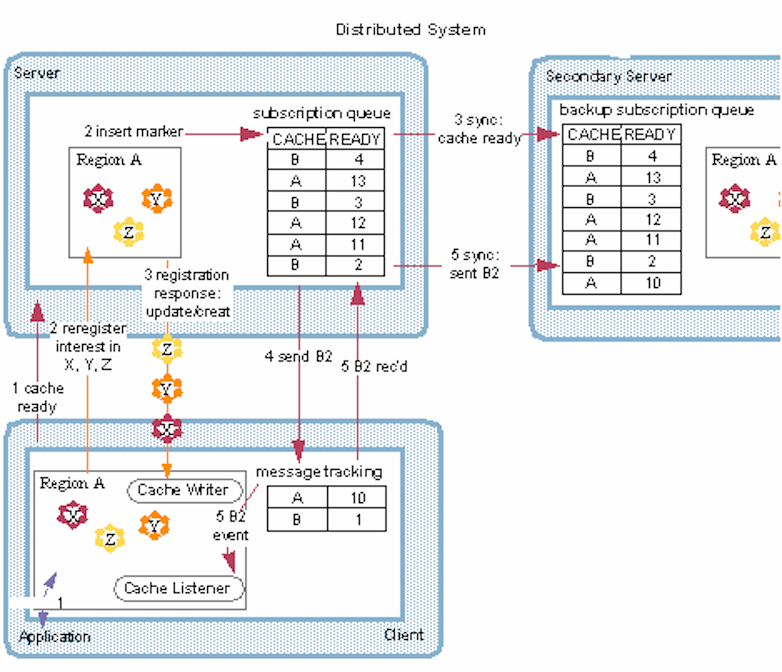 Distributed System
Server
Secondary Server
subscription queue
2 insert marker
CACHE READY
B 4
A 13
B 3
A 12
A 11
B 2
Region A
X
Y
Z
3 sync:
cache ready
5 sync:
sent B2
backup subscription queue
CACHE READY
B 4
A 13
B 3
A 12
A 11
B 2
A 10
Region A
X
Z
3 registration
response:
update/creat
2 reregister
interest in
X, Y, Z
1 cache
ready
Z
Y
X
4 send B2
5 B2 rec'd
message tracking
A 10
B 1
Region A
Cache Writer
X
Z
Y
5 B2
event
Cache Listener
1
Application
Client